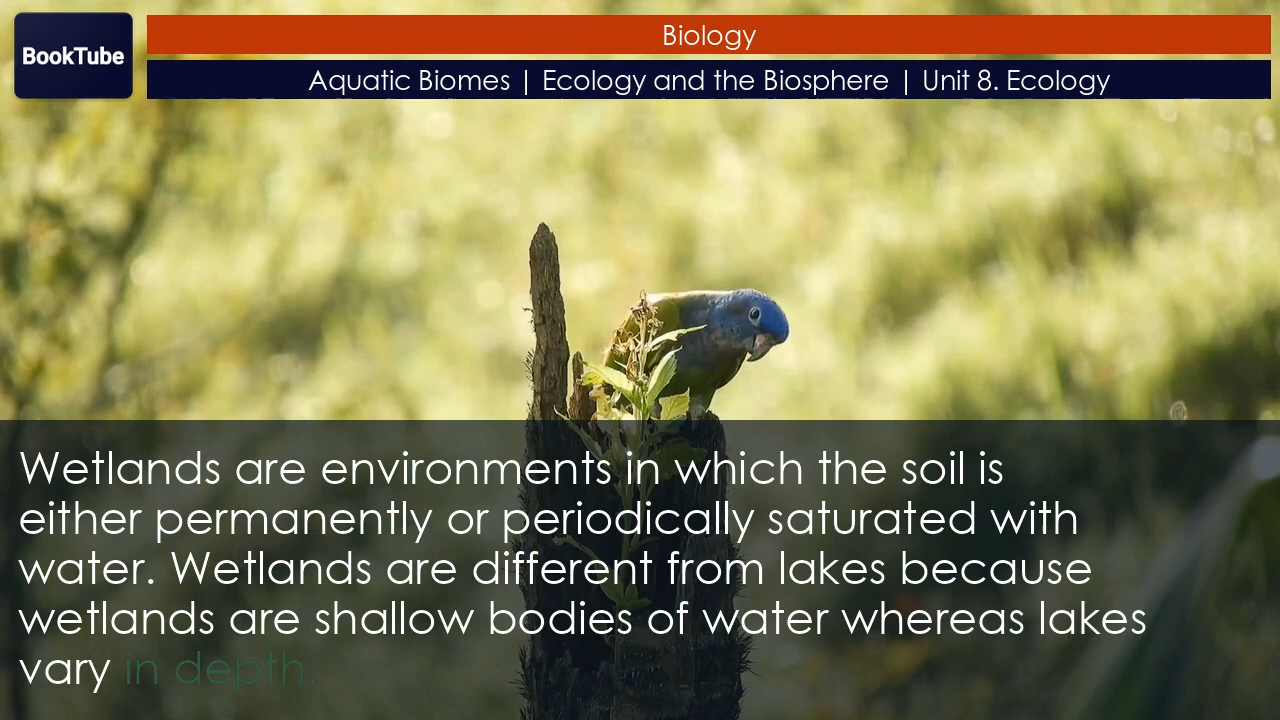 BookTube
Biology
Aquatic Biomes | Ecology and the Biosphere | Unit 8. Ecology
Wetlands are environments in which the soil is
either permanently or periodically saturated with
water. Wetlands are different from lakes because
wetlands are shallow bodies of water whereas lakes
vary in depth.